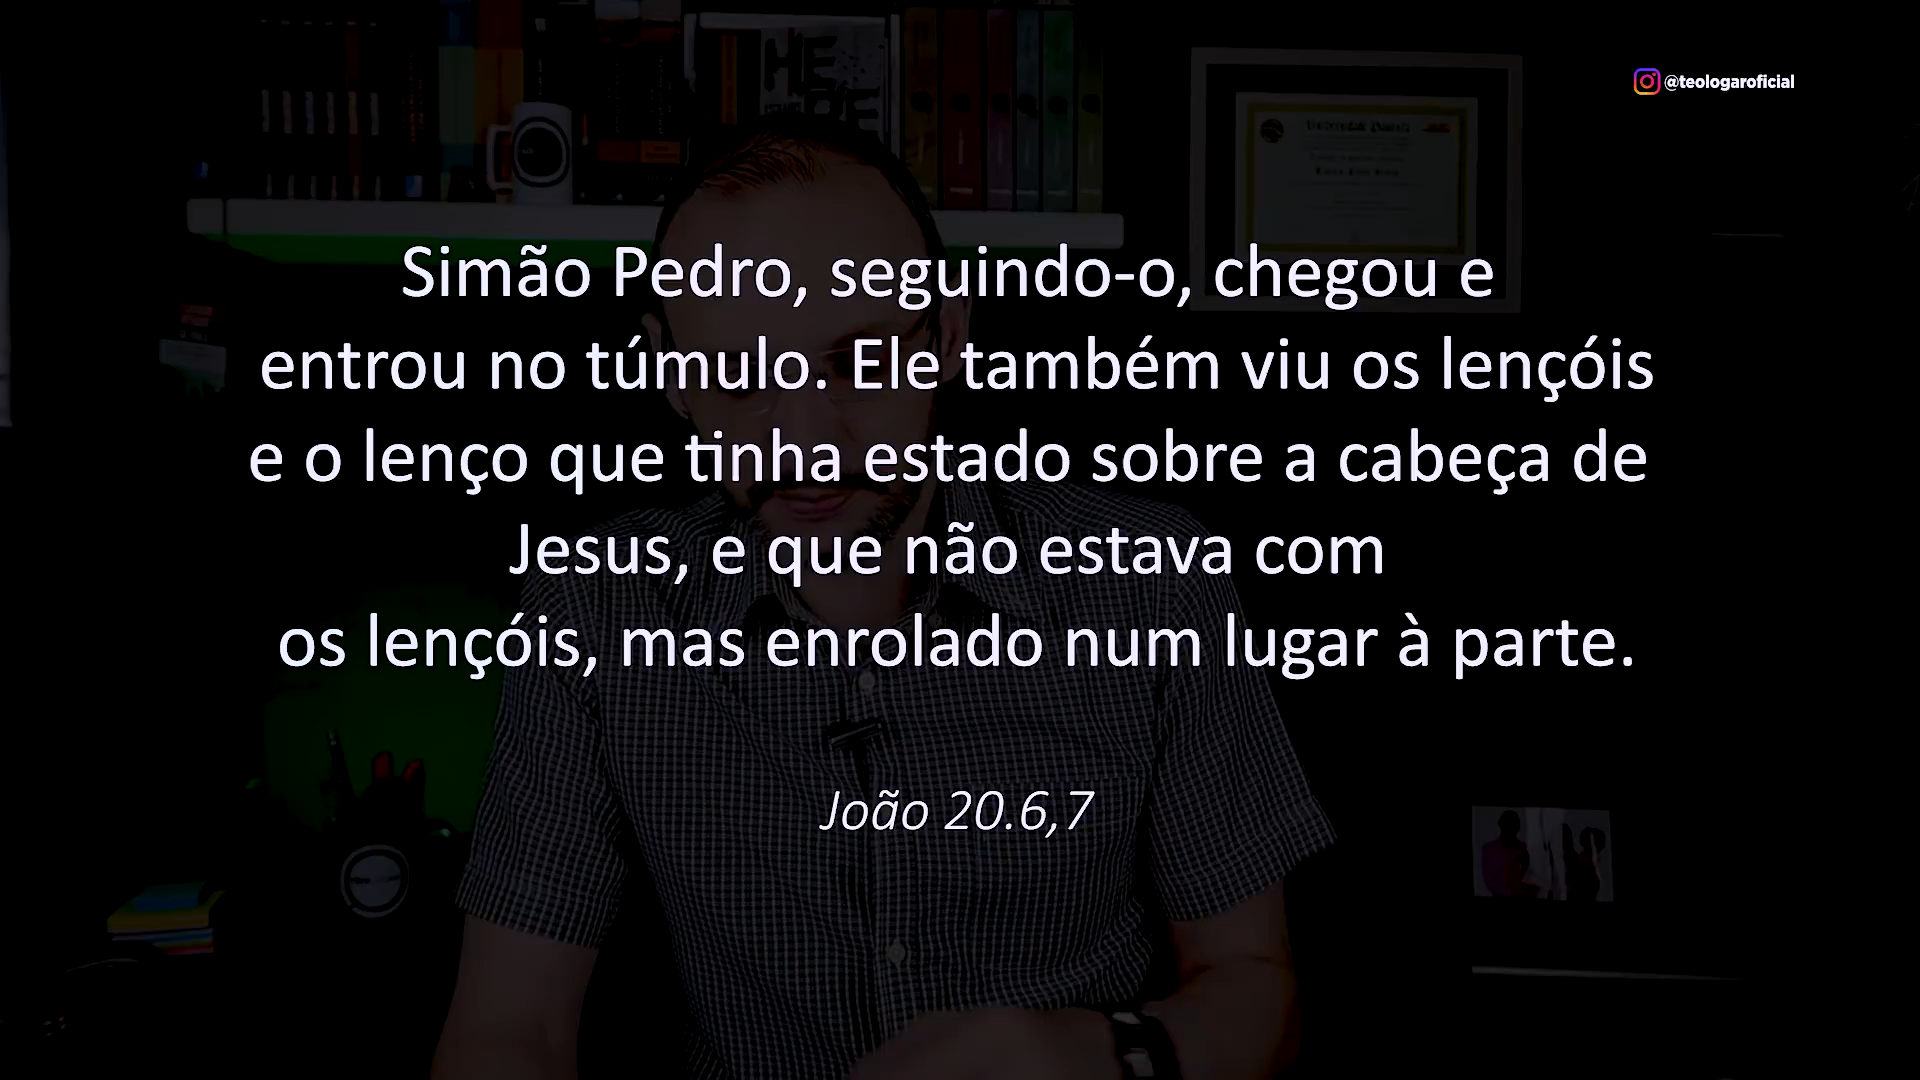 @teologaroficial
HE
Simão Pedro, seguindo-o, chegou e
entrou no túmulo. Ele também viu os lençóis
e o lenço que tinha estado sobre a cabeça de
Jesus, e que não estava com
os lençóis, mas enrolado num lugar à parte.
João 20.6,7